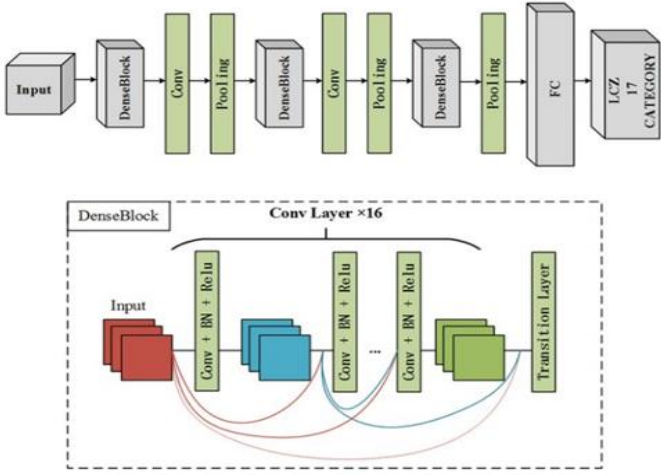 Input
DenseBlock
Conv
Pooling
DenseBlock
Conv
Pooling
DenseBlock
Pooling
FC
LCZ
17
CATEGORY
DenseBlock
Conv Layer ×16
Input
Conv + BN + Relu
Conv + BN + Relu
...
Conv + BN + Relu
Transition Layer